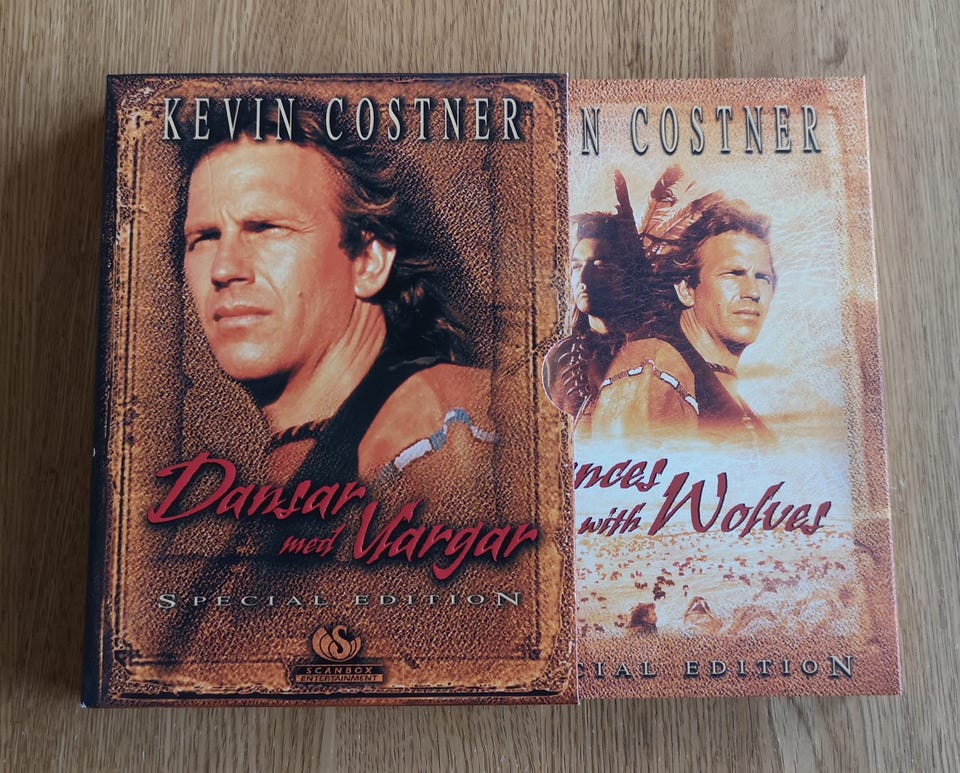 KEVIN COSTNER
Dansar
med Vargar
SPECIAL EDITION
SCANBOX
ENTERTAINMENT
N COSTNER
nces
with Wolves
CIAL EDITION